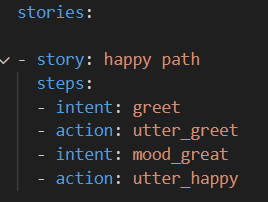 stories:
- story: happy path
steps:
- intent: greet
- action: utter_greet
- intent: mood_great
- action: utter_happy